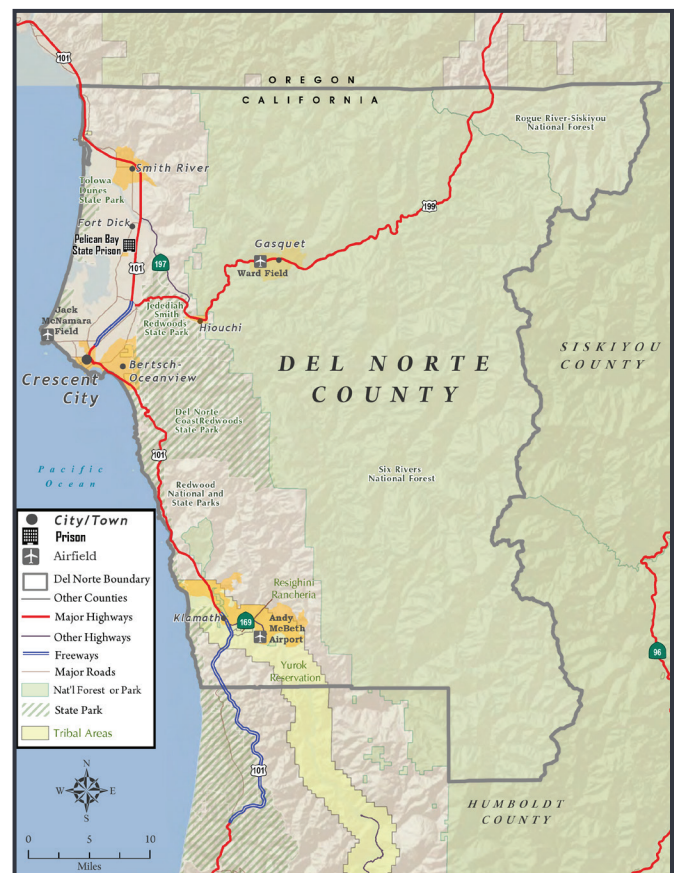 101
OREGON
CALIFORNIA
Rogue River-Siskiyou
National Forest
Smith River
Tolowa
Dunes
State Park
199
Fort Dick
Pelican Bay
State Prison
Gasquet
101
197
Ward Field
Jack
McNamara
Field
Jedediah
Smith
Redwoods
State Park
Hiouchi
SISKIYOU
COUNTY
DEL NORTE
COUNTY
Bertsch-
Oceanview
Crescent
City
Del Norte
CoastRedwoods
State Park
101
Pacific
Ocean
Six Rivers
National Forest
Redwood
National and
State Parks
City/Town
Prison
Airfield
Del Norte Boundary
Other Counties
Major Highways
Other Highways
Freeways
Major Roads
Nat'l Forest or Park
State Park
Tribal Areas
Resighini
Rancheria
Klamath
169
Andy
McBeth
Airport
96
Yurok
Reservation
101
N
W E
S
HUMBOLDT
COUNTY
0 5 10
Miles